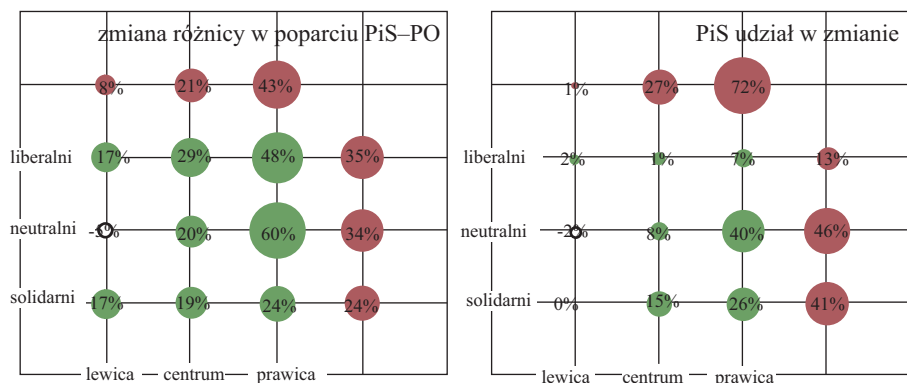 zmiana różnicy w poparciu PiS–PO
8% 21% 43%
liberalni 17% 29% 48% 35%
neutralni -5% 20% 60% 34%
solidarni -17% 19% 24% 24%
lewica centrum prawica
PiS udział w zmianie
1% 27% 72%
liberalni 2% 1% 7% 13%
neutralni -2% 8% 40% 46%
solidarni 0% 15% 26% 41%
lewica centrum prawica